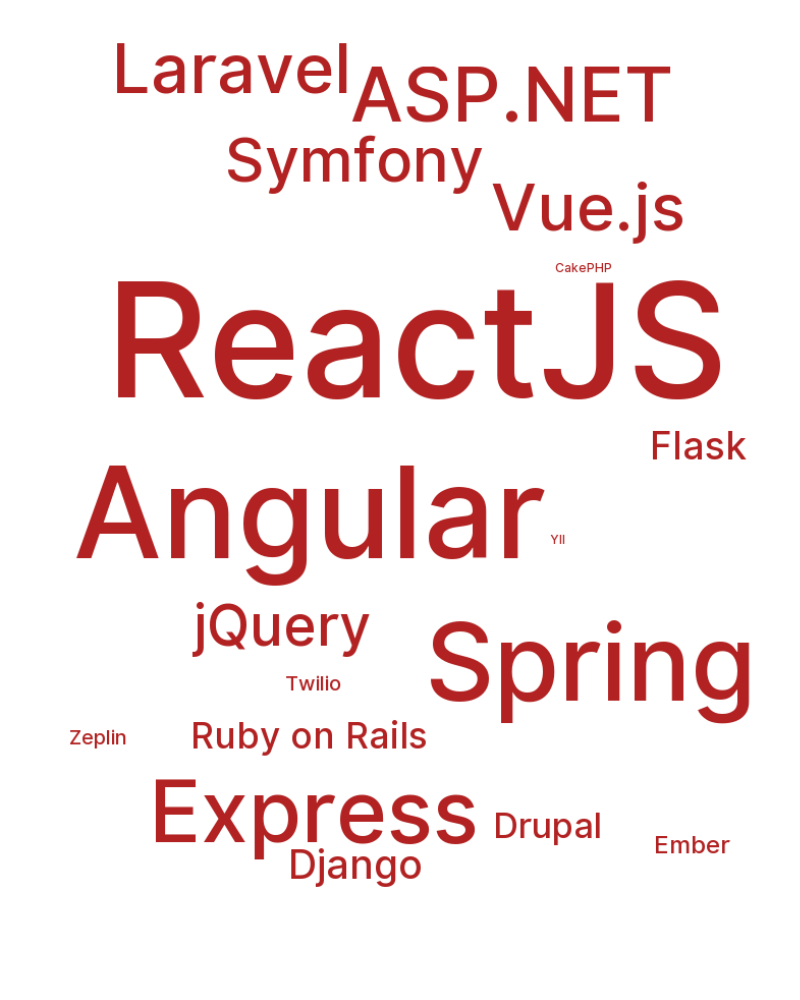 Laravel
ASP.NET
Symfony
Vue.js
CakePHP
ReactJS
Flask
Angular
YII
jQuery
Spring
Twilio
Zeplin
Ruby on Rails
Express
Drupal
Ember
Django